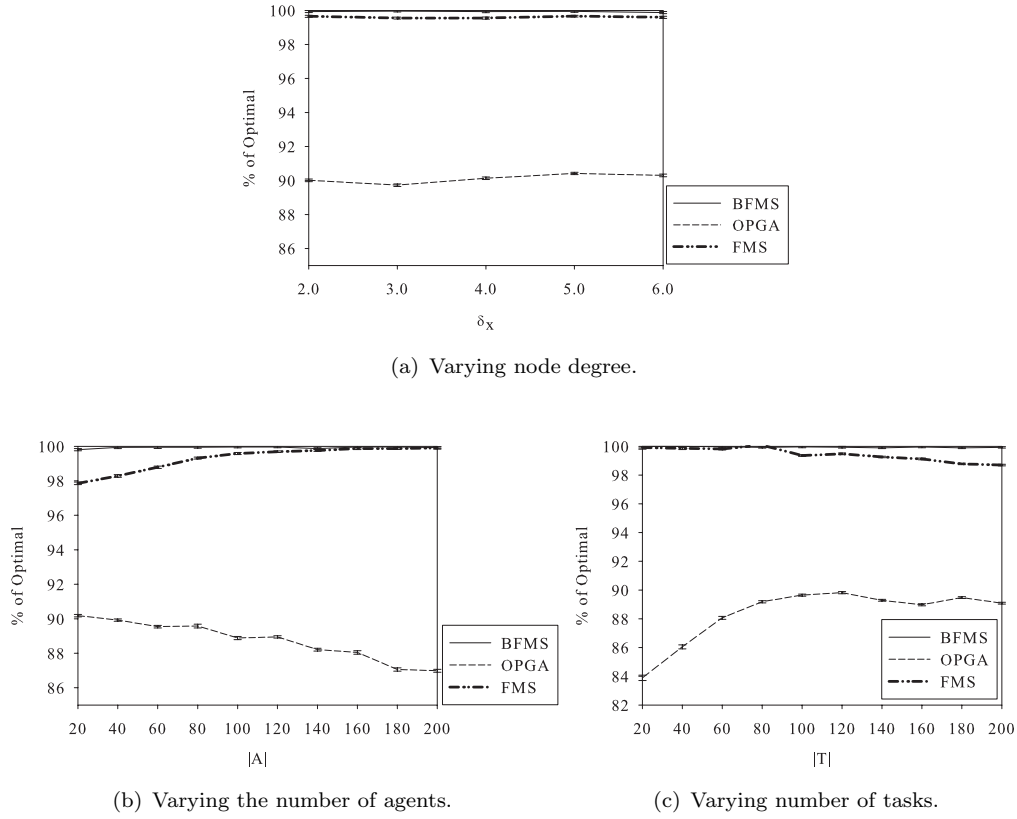 100
98
96
94
92
90
88
86
% of Optimal
2.0 3.0 4.0 5.0 6.0
δX
BFMS
OPGA
FMS
(a) Varying node degree.
100
98
96
94
92
90
88
86
% of Optimal
20 40 60 80 100 120 140 160 180 200
|A|
BFMS
OPGA
FMS
(b) Varying the number of agents.
100
98
96
94
92
90
88
86
84
82
% of Optimal
20 40 60 80 100 120 140 160 180 200
|T|
BFMS
OPGA
FMS
(c) Varying number of tasks.